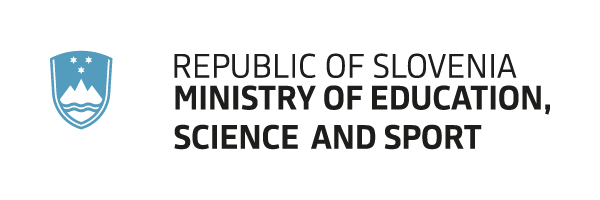 REPUBLIC OF SLOVENIA
MINISTRY OF EDUCATION,
SCIENCE AND SPORT